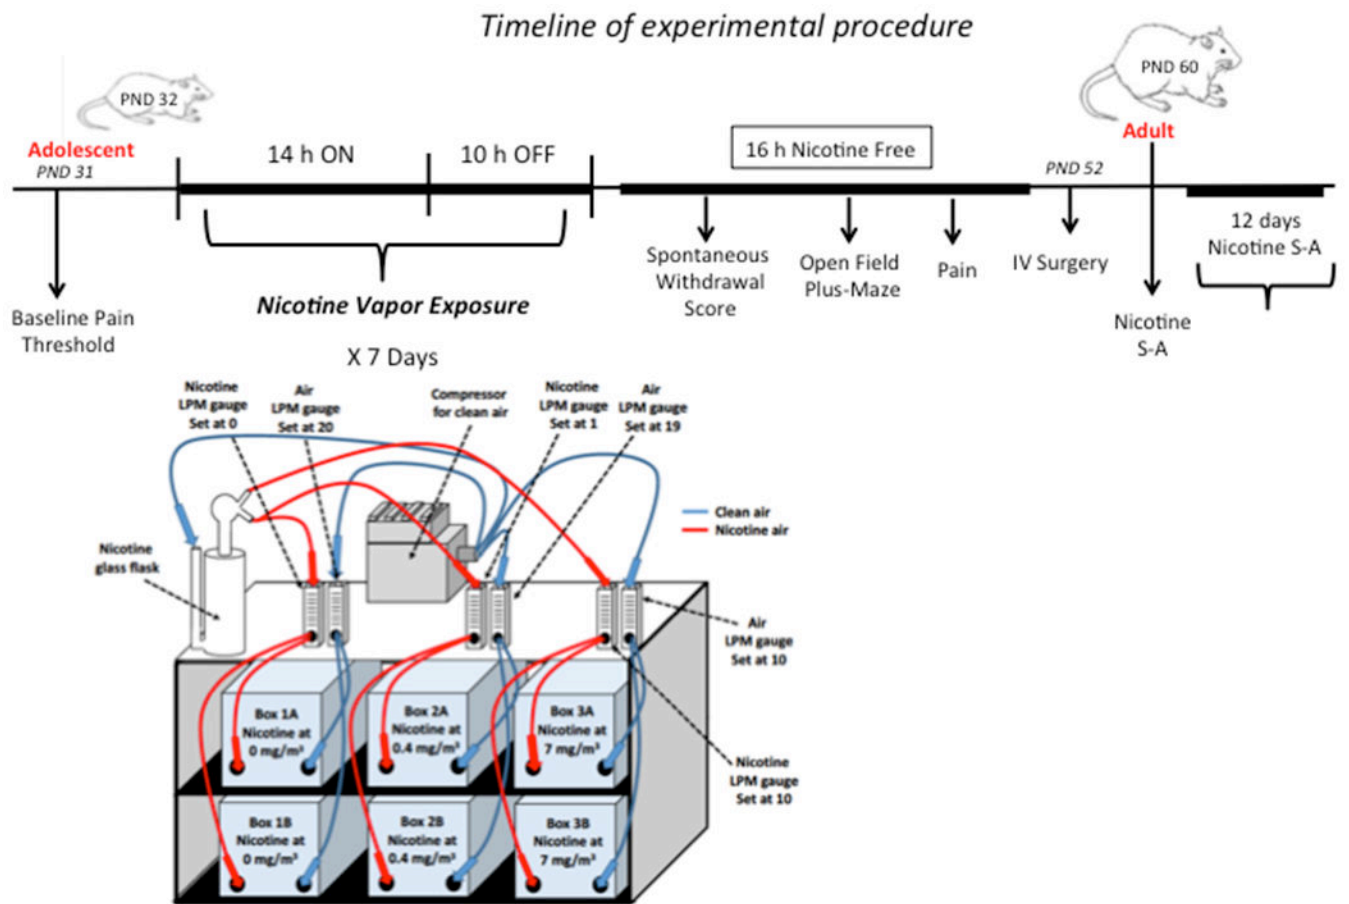 Timeline of experimental procedure
PND 32
PND 60
Adolescent
PND 31
14 h ON
10 h OFF
16 h Nicotine Free
PND 52
Adult
Baseline Pain
Threshold
Nicotine Vapor Exposure
X 7 Days
Spontaneous
Withdrawal
Score
Open Field
Plus-Maze
Pain
IV Surgery
Nicotine
S-A
12 days
Nicotine S-A
Nicotine
LPM gauge
Set at 0
Air
LPM gauge
Set at 20
Compressor
for clean air
Nicotine
LPM gauge
Set at 1
Air
LPM gauge
Set at 19
Clean air
Nicotine air
Nicotine
glass flask
Air
LPM gauge
Set at 10
Nicotine
LPM gauge
Set at 10
Box 1A
Nicotine at
0 mg/m³
Box 2A
Nicotine at
0.4 mg/m³
Box 3A
Nicotine at
7 mg/m³
Box 1B
Nicotine at
0 mg/m³
Box 2B
Nicotine at
0.4 mg/m³
Box 3B
Nicotine at
7 mg/m³